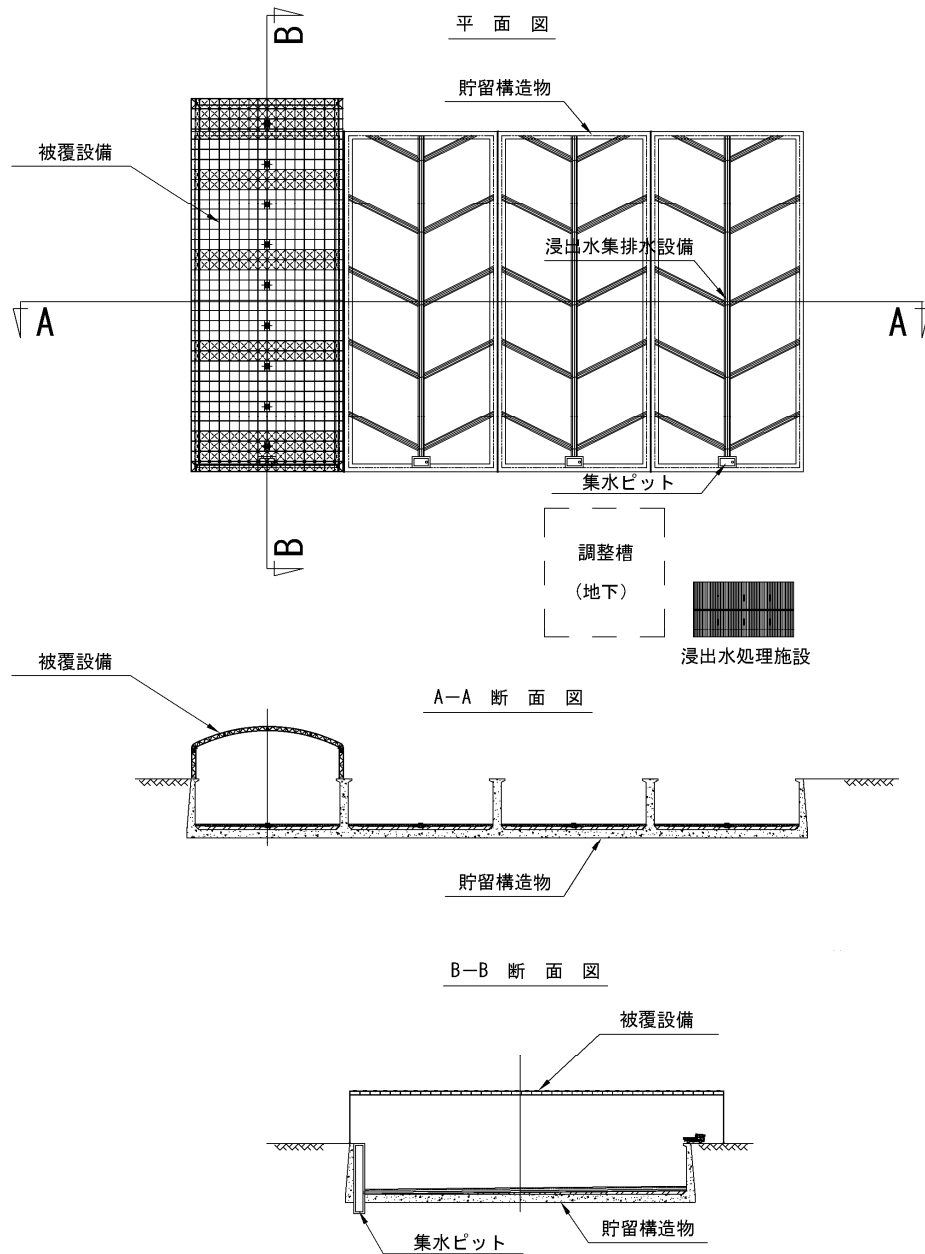 B
平 面 図
貯留構造物
被覆設備
浸出水集排水設備
A
A
集水ピット
B
調整槽
(地下)
浸出水処理施設
被覆設備
A-A 断 面 図
貯留構造物
B-B 断 面 図
被覆設備
貯留構造物
集水ピット